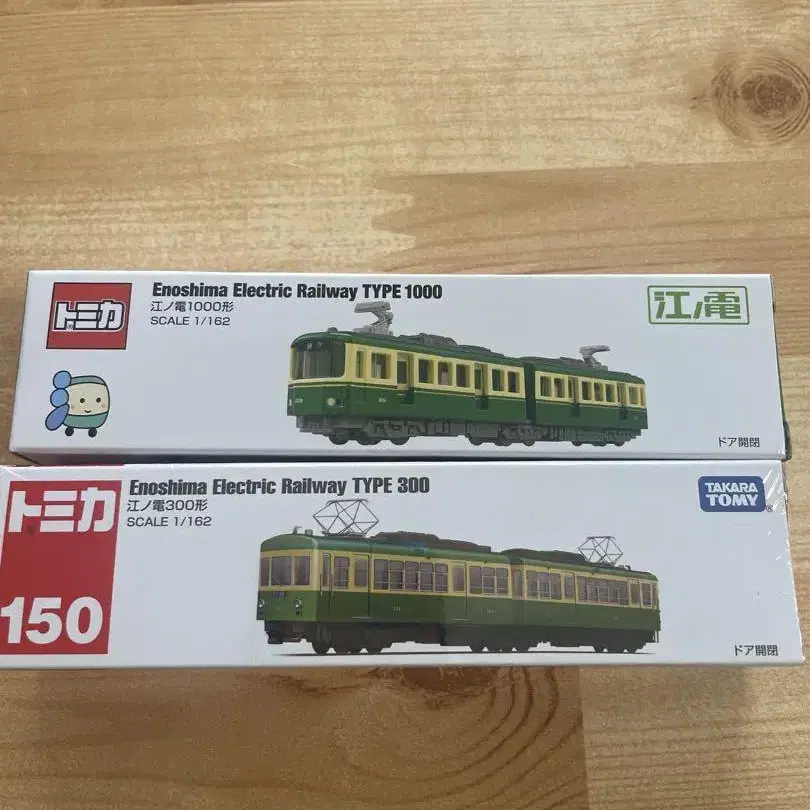 トミカ
Enoshima Electric Railway TYPE 1000
江ノ電1000形
SCALE 1/162
江ノ電
ドア開閉
トミカ
150
Enoshima Electric Railway TYPE 300
江ノ電300形
SCALE 1/162
TAKARA
TOMY
ドア開閉